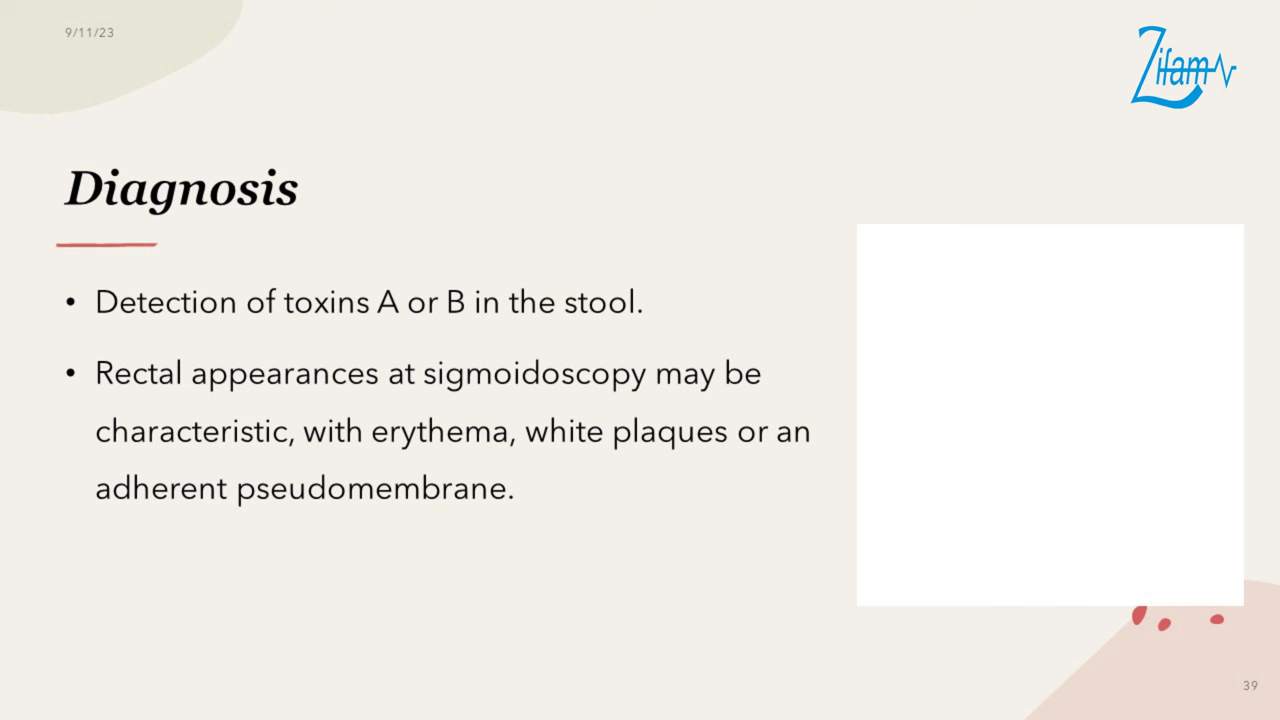 9/11/23
Zifam
Diagnosis
• Detection of toxins A or B in the stool.
• Rectal appearances at sigmoidoscopy may be
characteristic, with erythema, white plaques or an
adherent pseudomembrane.
39